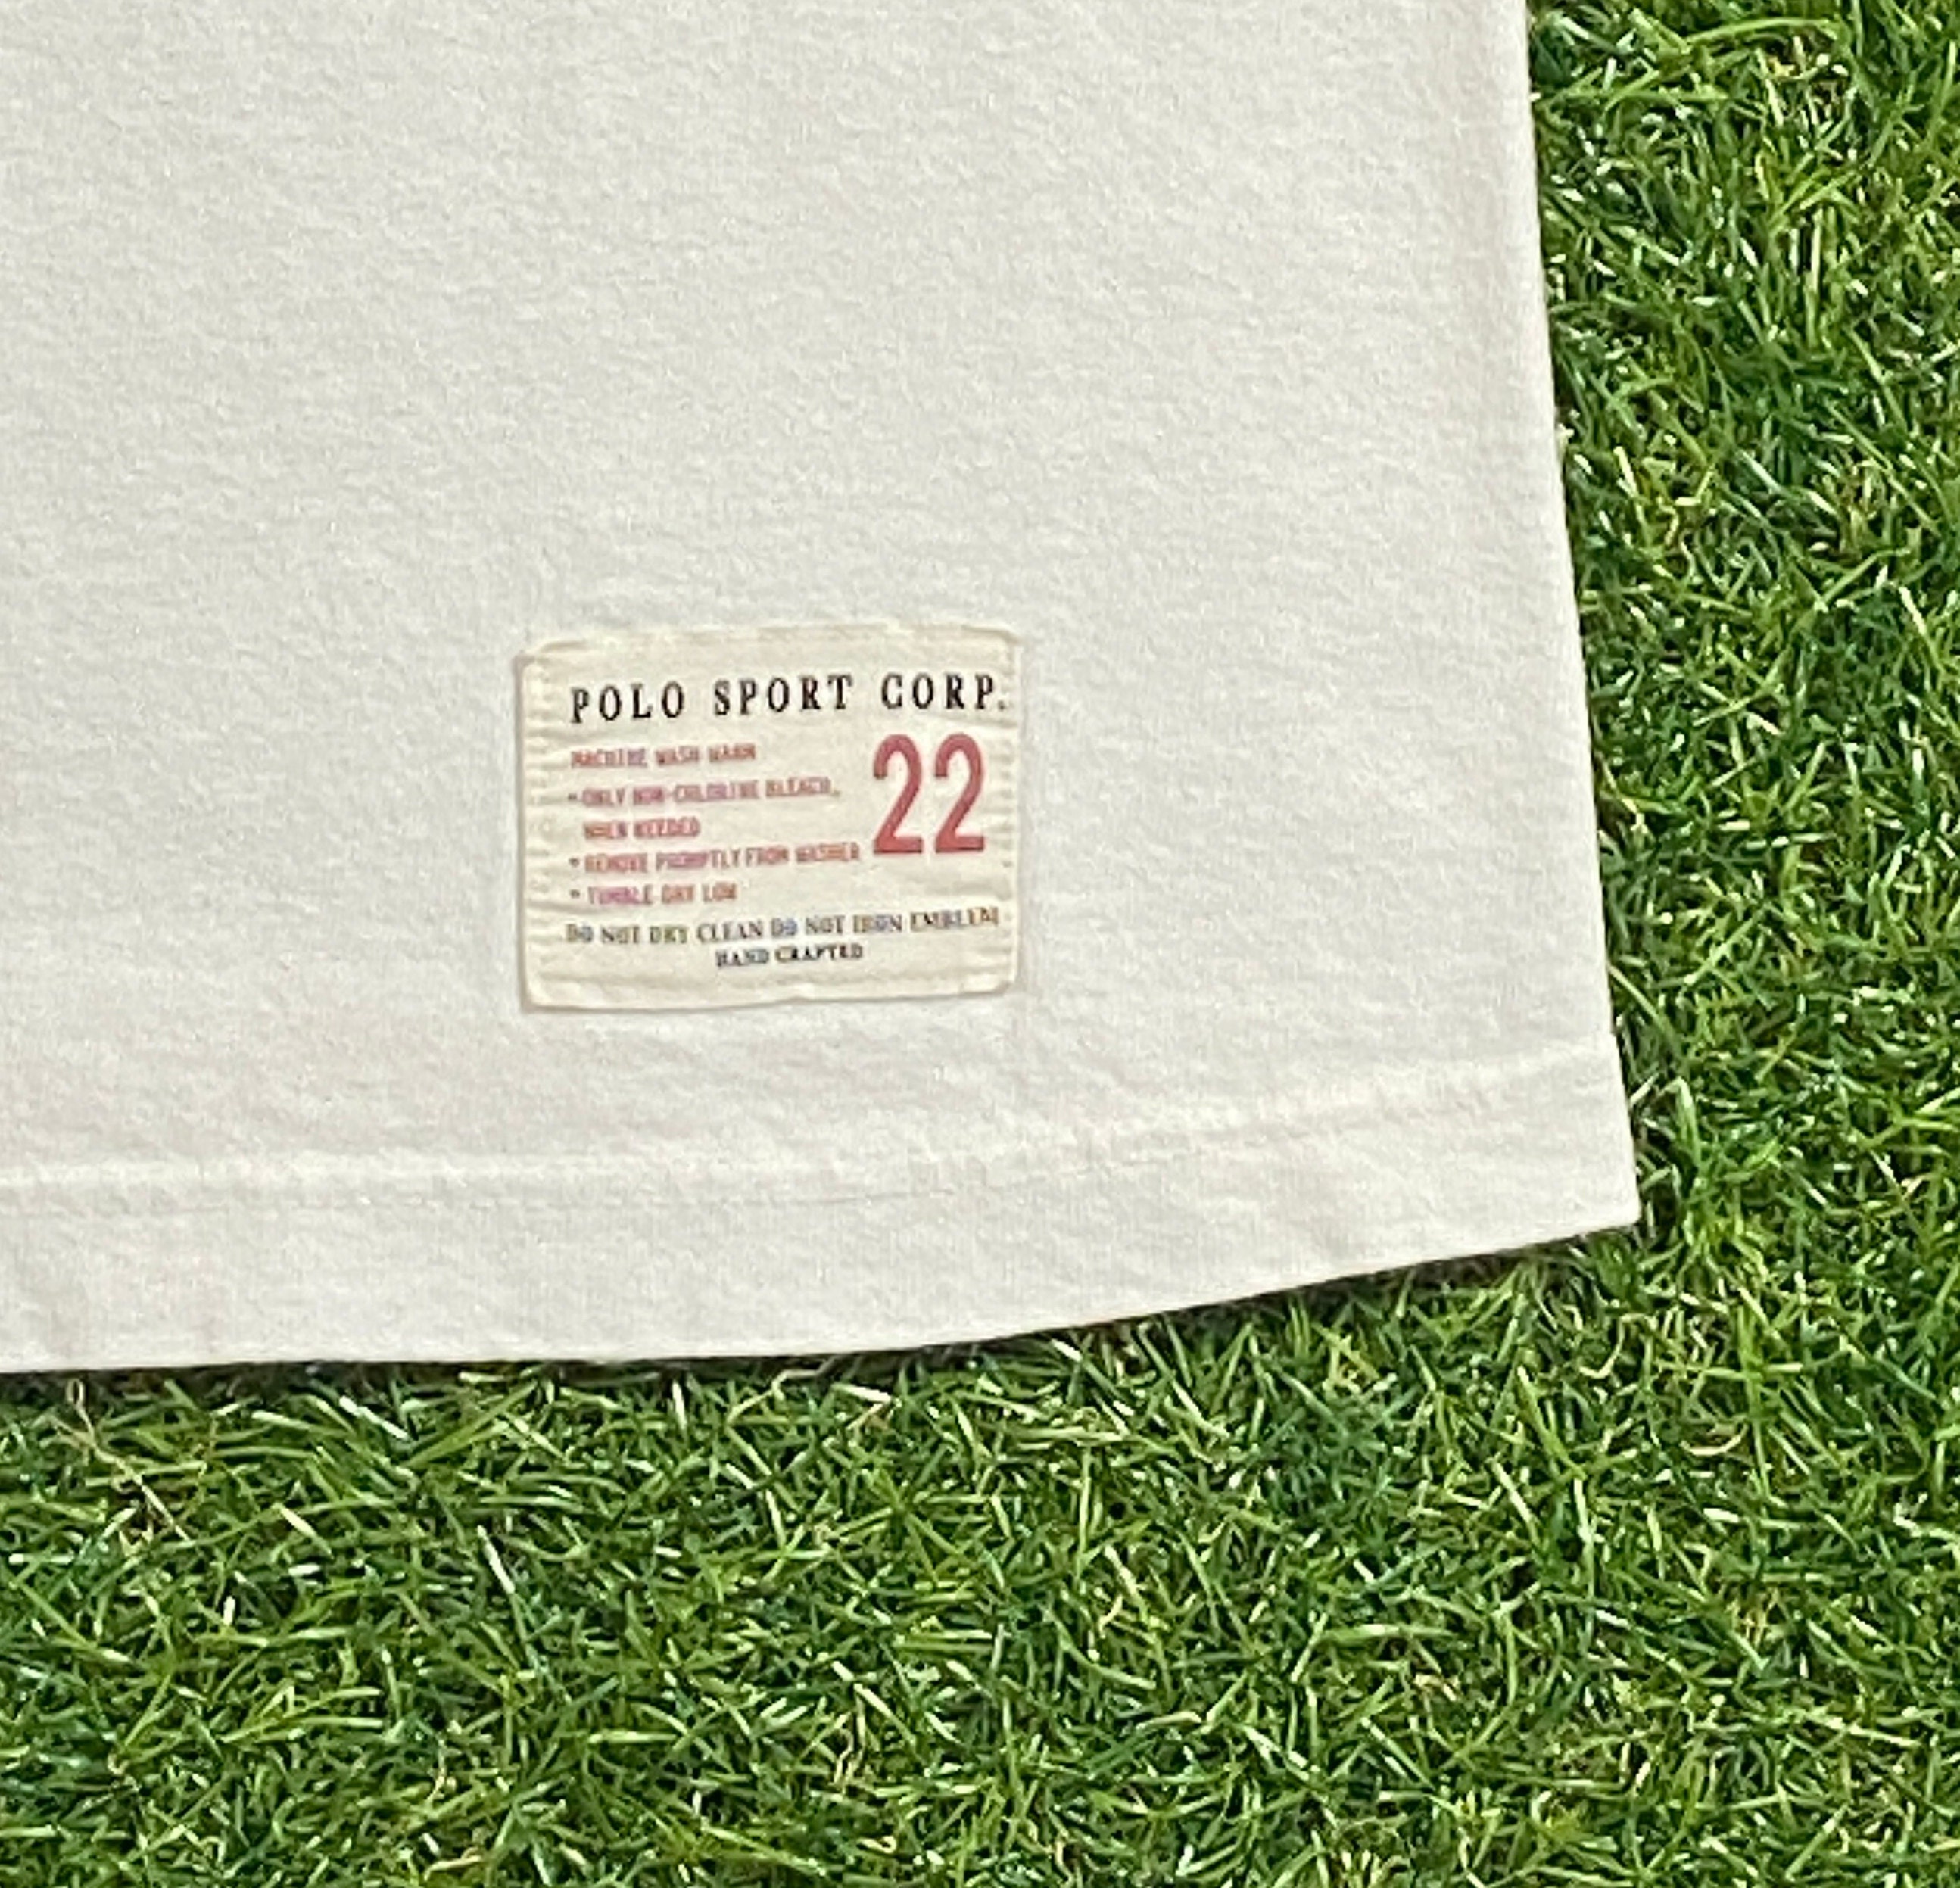 POLO SPORT CORP.
22
MACHINE WASH WARM
• ONLY NON-CHLORINE BLEACH,
WHEN NEEDED
• REMOVE PROMPTLY FROM WASHER
• TUMBLE DRY LOW
DO NOT DRY CLEAN DO NOT IRON EMBLEM
HAND CRAFTED